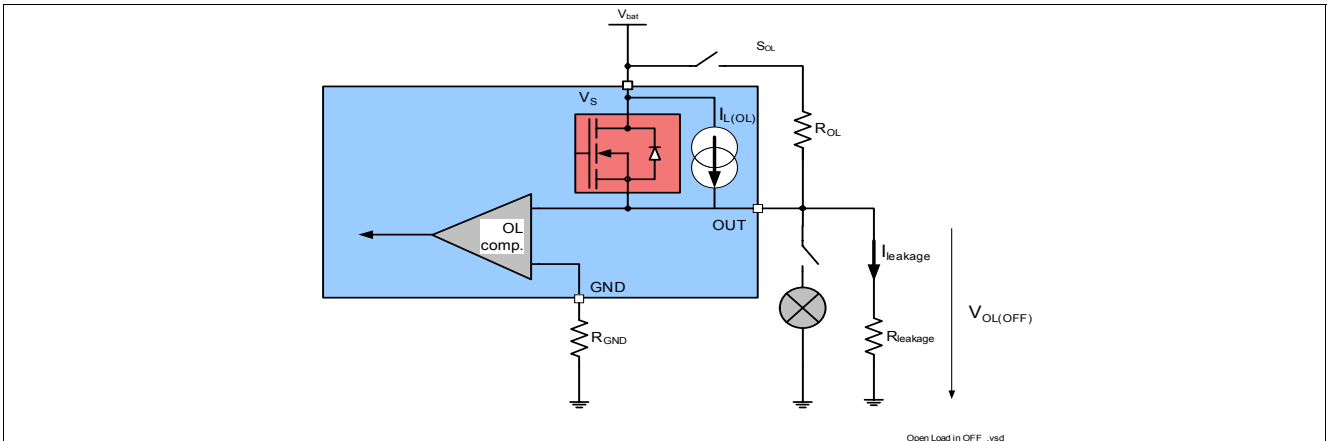 Vbat
SOL
VS
IL(OL)
ROL
OL
comp.
OUT
Ileakage
GND
VOL(OFF)
RGND
Rleakage
Open Load in OFF .vsd